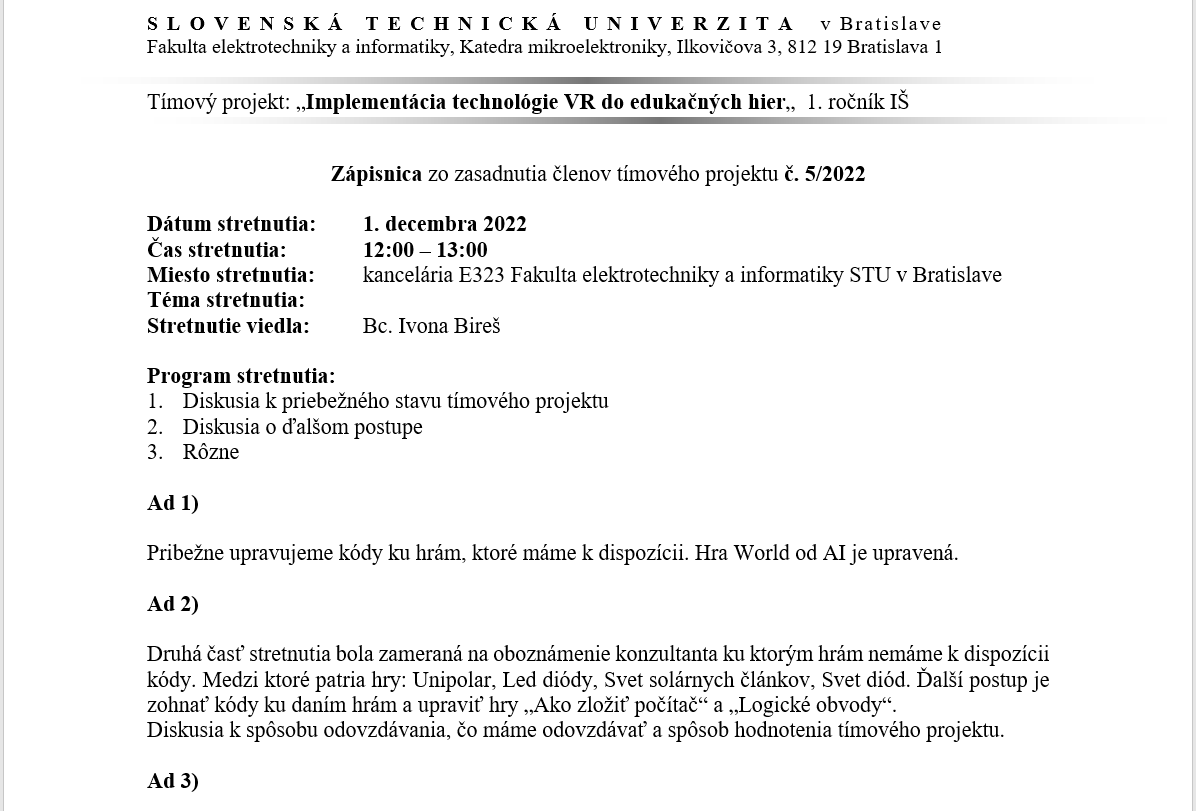 SLOVENSKÁ TECHNICKÁ UNIVERZITA v Bratislave
Fakulta elektrotechniky a informatiky, Katedra mikroelektroniky, Ilkovičova 3, 812 19 Bratislava 1
Tímový projekt: „Implementácia technológie VR do edukačných hier„ 1. ročník IŠ
Zápisnica zo zasadnutia členov tímového projektu č. 5/2022
Dátum stretnutia: 1. decembra 2022
Čas stretnutia: 12:00 – 13:00
Miesto stretnutia: kancelária E323 Fakulta elektrotechniky a informatiky STU v Bratislave
Téma stretnutia:
Stretnutie viedla: Bc. Ivona Bireš
Program stretnutia:
1. Diskusia k priebežného stavu tímového projektu
2. Diskusia o ďalšom postupe
3. Rôzne
Ad 1)
Pribežne upravujeme kódy ku hrám, ktoré máme k dispozícii. Hra World od AI je upravená.
Ad 2)
Druhá časť stretnutia bola zameraná na oboznámenie konzultanta ku ktorým hrám nemáme k dispozícii
kódy. Medzi ktoré patria hry: Unipolar, Led diódy, Svet solárnych článkov, Svet diód. Ďalší postup je
zohnať kódy ku daním hrám a upraviť hry „Ako zložiť počítač“ a „Logické obvody“.
Diskusia k spôsobu odovzdávania, čo máme odovzdávať a spôsob hodnotenia tímového projektu.
Ad 3)